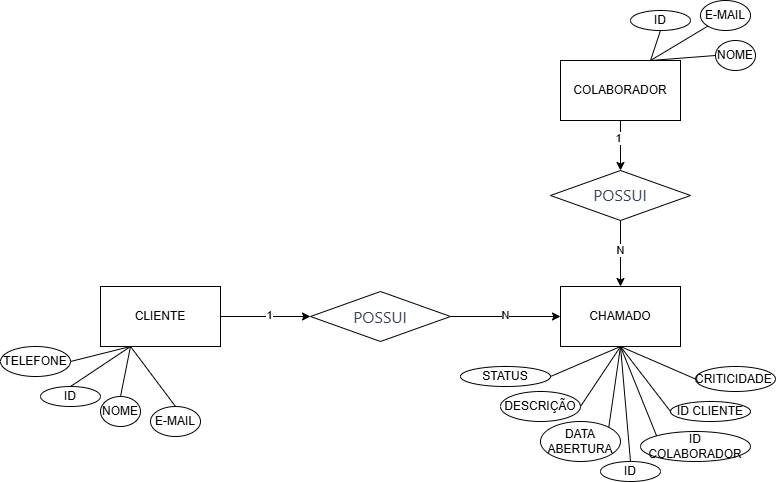 E-MAIL
ID
NOME
COLABORADOR
1
POSSUI
N
CLIENTE
1
POSSUI
N
CHAMADO
TELEFONE
ID
NOME
E-MAIL
STATUS
CRITICIDADE
DESCRIÇÃO
ID CLIENTE
DATA
ABERTURA
ID
COLABORADOR
ID